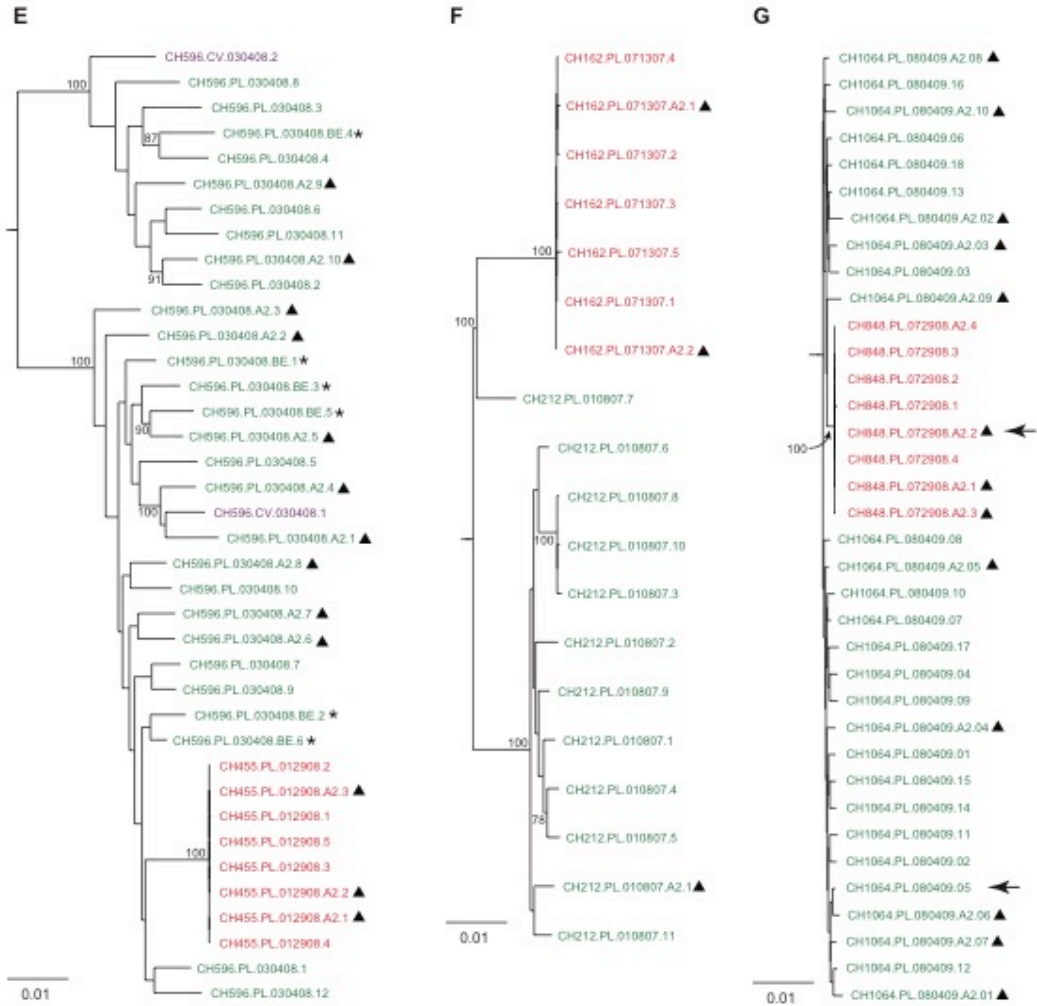 E
CH596.CV.030408.2
100
CH596.PL.030408.8
CH596.PL.030408.3
CH596.PL.030408.BE.4*
87
CH596.PL.030408.4
CH596.PL.030408.A2.9▲
CH596.PL.030408.6
CH596.PL.030408.11
CH596.PL.030408.A2.10▲
91
CH596.PL.030408.2
CH596.PL.030408.A2.3▲
CH596.PL.030408.A2.2▲
100
CH596.PL.030408.BE.1*
CH596.PL.030408.BE.3*
CH596.PL.030408.BE.5*
90
CH596.PL.030408.A2.5▲
CH596.PL.030408.5
CH596.PL.030408.A2.4▲
100
CH596.CV.030408.1
CH596.PL.030408.A2.1▲
CH596.PL.030408.A2.8▲
CH596.PL.030408.10
CH596.PL.030408.A2.7▲
CH596.PL.030408.A2.6▲
CH596.PL.030408.7
CH596.PL.030408.9
CH596.PL.030408.BE.2*
CH596.PL.030408.BE.6*
CH455.PL.012908.2
CH455.PL.012908.A2.3▲
CH455.PL.012908.1
CH455.PL.012908.5
100
CH455.PL.012908.3
CH455.PL.012908.A2.2▲
CH455.PL.012908.A2.1▲
CH455.PL.012908.4
CH596.PL.030408.1
CH596.PL.030408.12
0.01
F
CH162.PL.071307.4
CH162.PL.071307.A2.1▲
CH162.PL.071307.2
CH162.PL.071307.3
100
CH162.PL.071307.5
CH162.PL.071307.1
100
CH162.PL.071307.A2.2▲
CH212.PL.010807.7
CH212.PL.010807.6
CH212.PL.010807.8
100
CH212.PL.010807.10
CH212.PL.010807.3
CH212.PL.010807.2
CH212.PL.010807.9
100
CH212.PL.010807.1
CH212.PL.010807.4
78
CH212.PL.010807.5
CH212.PL.010807.A2.1▲
CH212.PL.010807.11
0.01
G
CH1064.PL.080409.A2.08▲
CH1064.PL.080409.16
CH1064.PL.080409.A2.10▲
CH1064.PL.080409.06
CH1064.PL.080409.18
CH1064.PL.080409.13
CH1064.PL.080409.A2.02▲
CH1064.PL.080409.A2.03▲
CH1064.PL.080409.03
CH1064.PL.080409.A2.09▲
CH848.PL.072908.A2.4
CH848.PL.072908.3
CH848.PL.072908.2
CH848.PL.072908.1
CH848.PL.072908.A2.2▲
100
CH848.PL.072908.4
CH848.PL.072908.A2.1▲
CH848.PL.072908.A2.3▲
CH1064.PL.080409.08
CH1064.PL.080409.A2.05▲
CH1064.PL.080409.10
CH1064.PL.080409.07
CH1064.PL.080409.17
CH1064.PL.080409.04
CH1064.PL.080409.09
CH1064.PL.080409.A2.04▲
CH1064.PL.080409.01
CH1064.PL.080409.15
CH1064.PL.080409.14
CH1064.PL.080409.11
CH1064.PL.080409.02
CH1064.PL.080409.05
CH1064.PL.080409.A2.06▲
CH1064.PL.080409.A2.07▲
CH1064.PL.080409.12
CH1064.PL.080409.A2.01▲
0.01